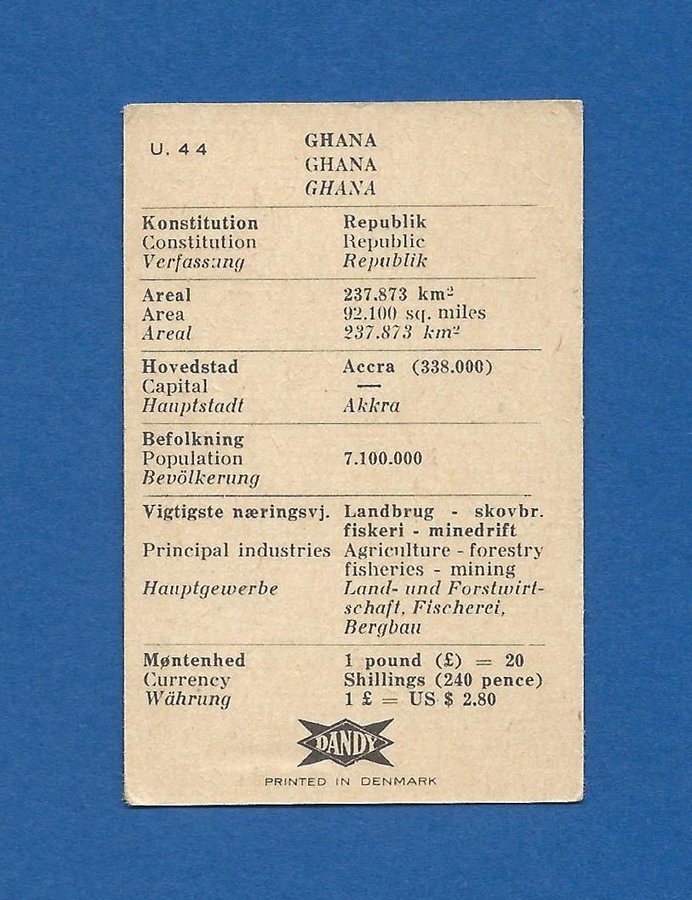 U. 44
GHANA
GHANA
GHANA
Konstitution Republik
Constitution Republic
Verfassung Republik
Areal 237.873 km²
Area 92.100 sq. miles
Areal 237.873 km²
Hovedstad Accra (338.000)
Capital —
Hauptstadt Akkra
Befolkning
Population 7.100.000
Bevölkerung
Vigtigste næringsvj. Landbrug - skovbr.
fiskeri - minedrift
Principal industries Agriculture - forestry
fisheries - mining
Hauptgewerbe Land- und Forstwirt-
schaft, Fischerei,
Bergbau
Møntenhed 1 pound (£) = 20
Currency Shillings (240 pence)
Währung 1 £ = US $ 2.80
DANDY
PRINTED IN DENMARK